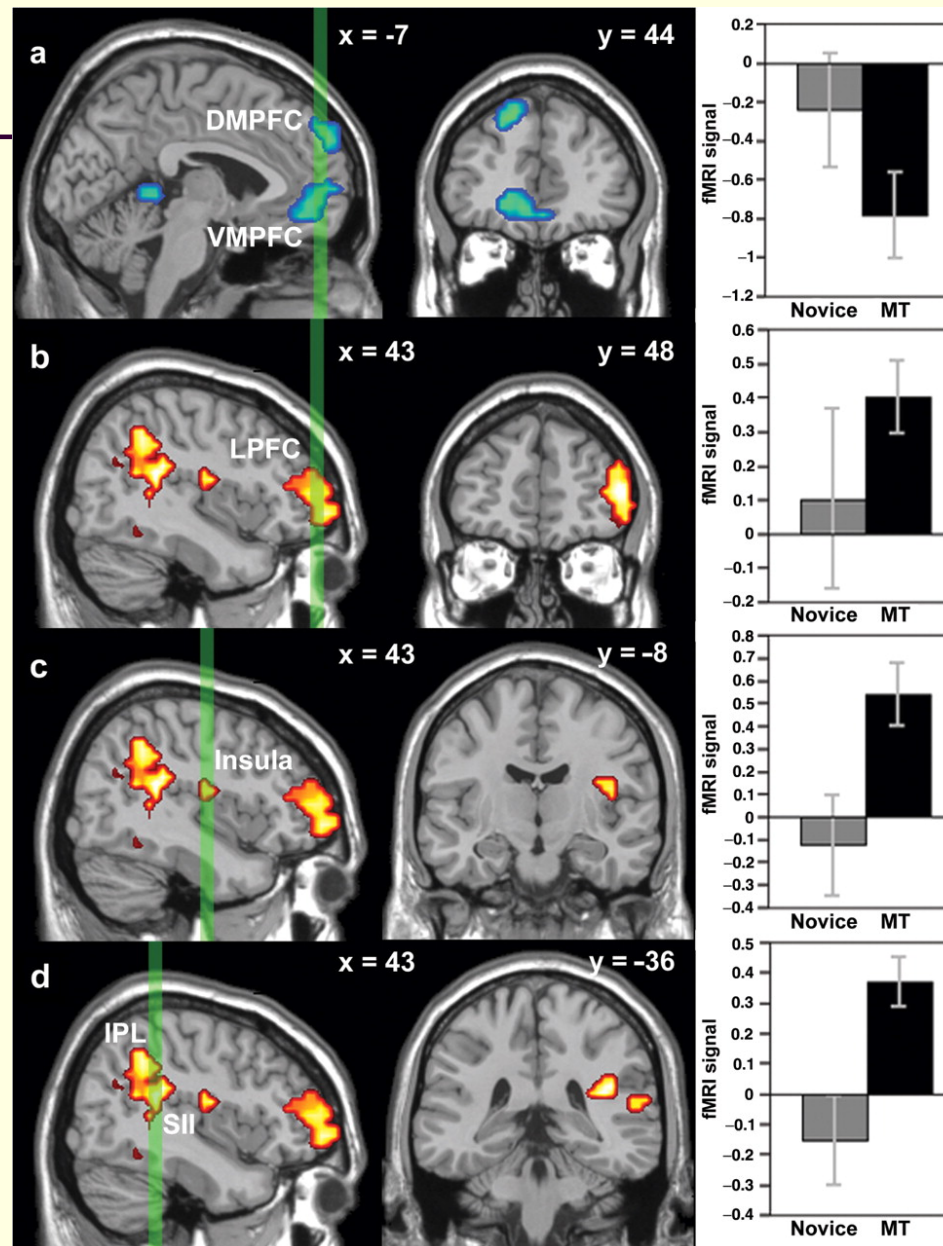 a
x = -7
y = 44
DMPFC
VMPFC
fMRI signal
0.2
0
–0.2
–0.4
–0.6
–0.8
–1
–1.2
Novice MT
b
x = 43
y = 48
LPFC
fMRI signal
0.6
0.5
0.4
0.3
0.2
0.1
0
–0.1
–0.2
Novice MT
c
x = 43
y = –8
Insula
fMRI signal
0.8
0.7
0.6
0.5
0.4
0.3
0.2
0.1
0
–0.1
–0.2
–0.3
–0.4
Novice MT
d
x = 43
y = –36
IPL
SII
fMRI signal
0.5
0.4
0.3
0.2
0.1
0
–0.1
–0.2
–0.3
–0.4
Novice MT